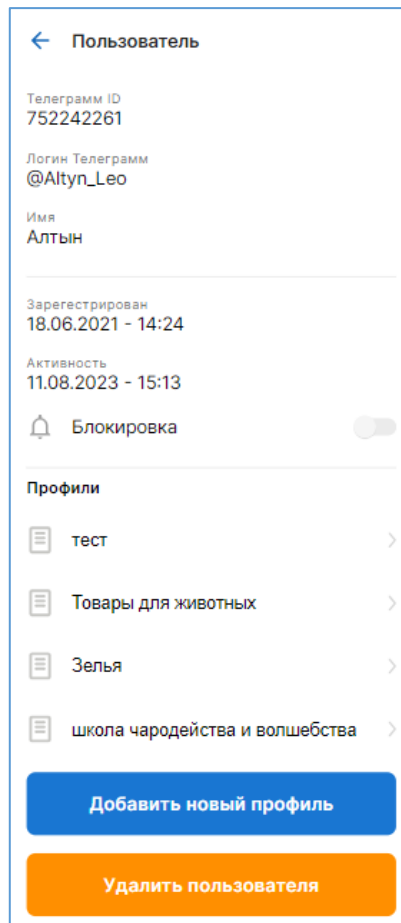 Пользователь
Телеграмм ID
752242261
Логин Телеграмм
@Altyn_Leo
Имя
Алтын
Зарегестрирован
18.06.2021 - 14:24
Активность
11.08.2023 - 15:13
Блокировка
Профили
тест
Товары для животных
Зелья
школа чародейства и волшебства
Добавить новый профиль
Удалить пользователя